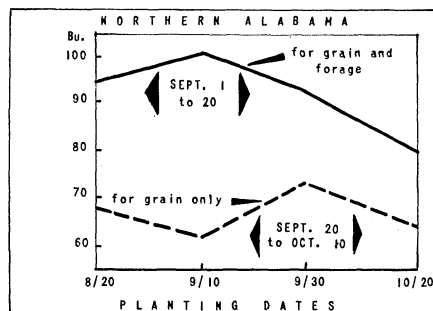 NORTHERN ALABAMA
Bu.
100
for grain and
forage
SEPT. 1
to 20
90
80
70
for grain only
SEPT. 20
to OCT. 10
60
8/20 9/10 9/30 10/20
PLANTING DATES